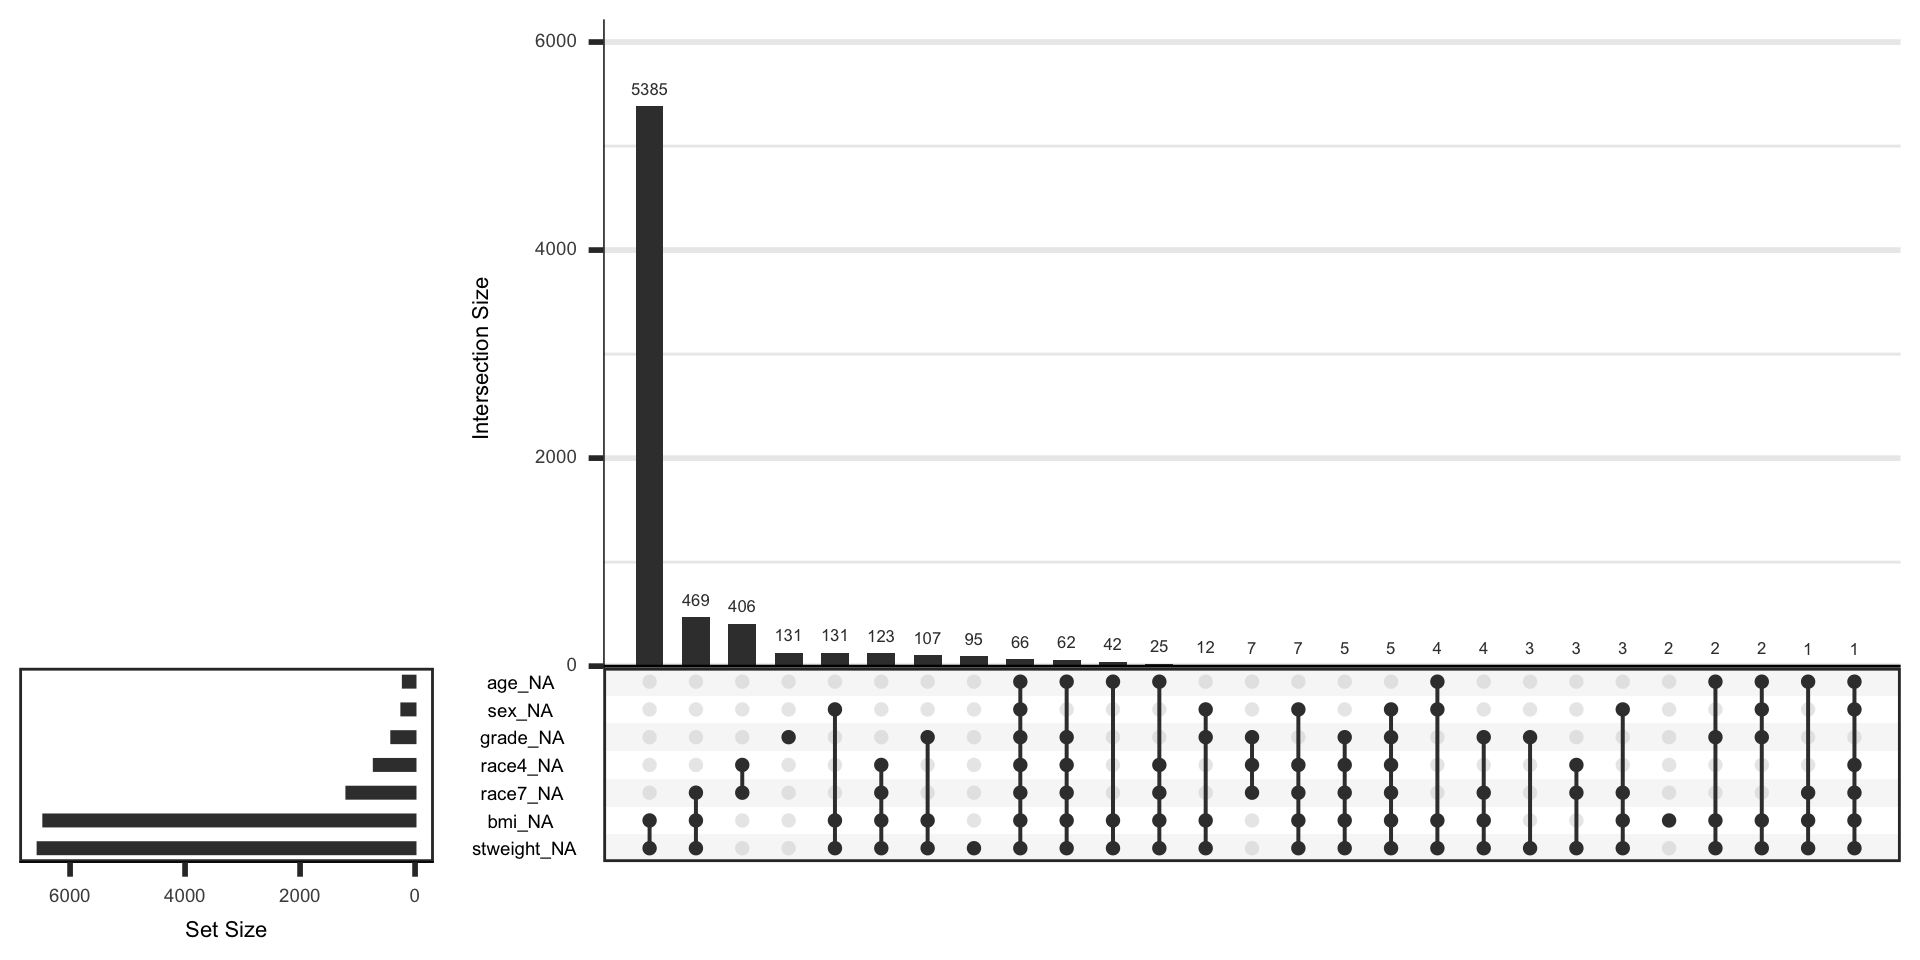 6000
5385
4000
Intersection Size
2000
469 406 131 131 123 107 95 66 62 42 25 12 7 7 5 5 4 4 3 3 3 2 2 2 1 1
0
age_NA
sex_NA
grade_NA
race4_NA
race7_NA
bmi_NA
stweight_NA
6000 4000 2000 0
Set Size